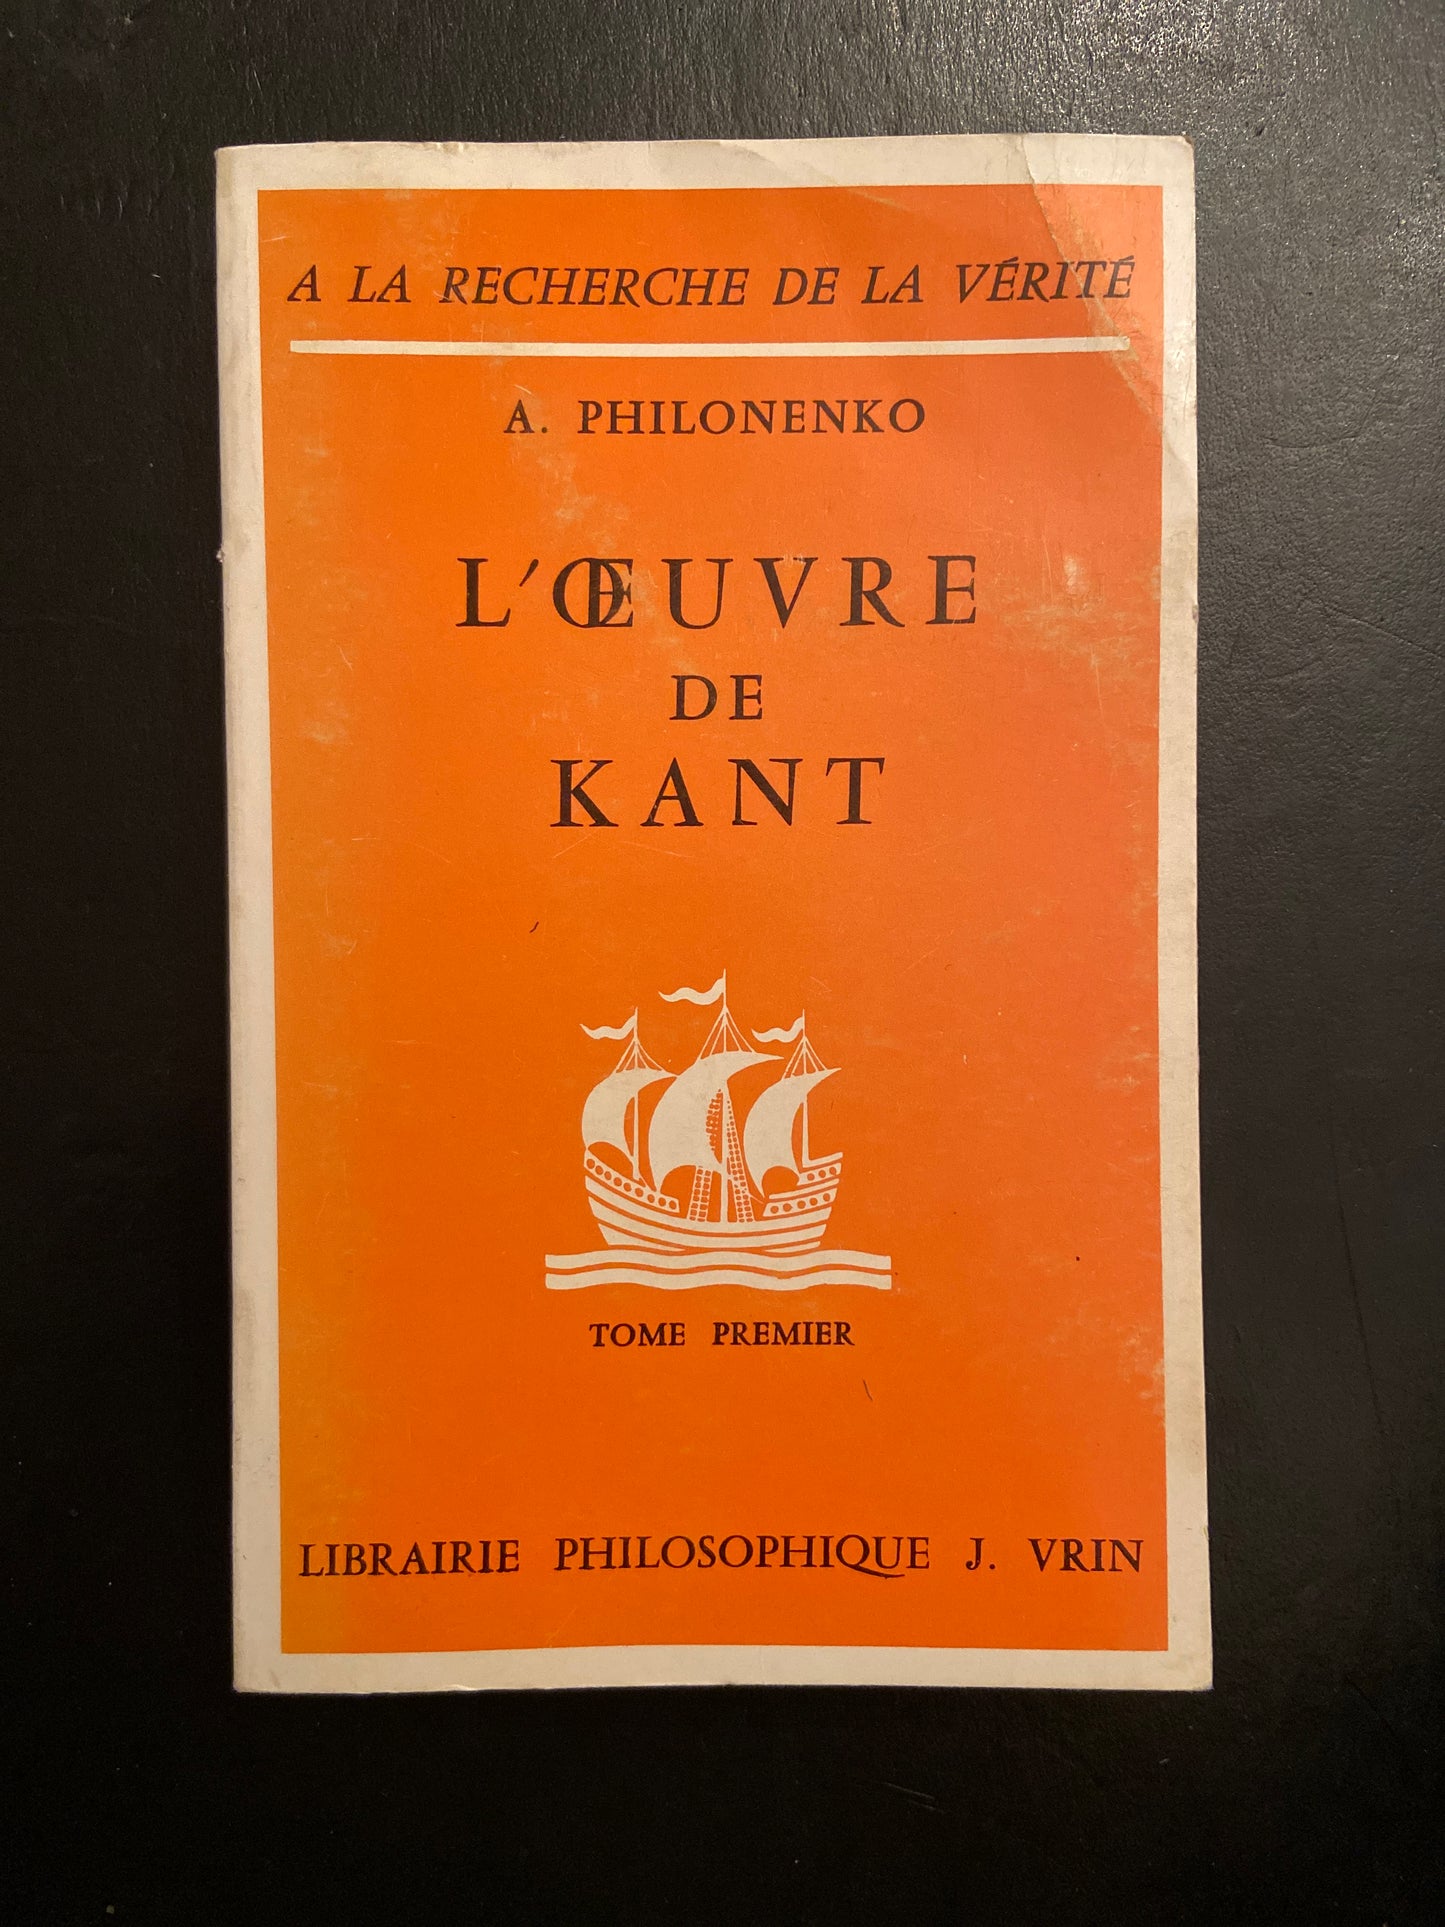 A LA RECHERCHE DE LA VÉRITÉ
A. PHILONENKO
L'ŒUVRE
DE
KANT
TOME PREMIER
LIBRAIRIE PHILOSOPHIQUE J. VRIN